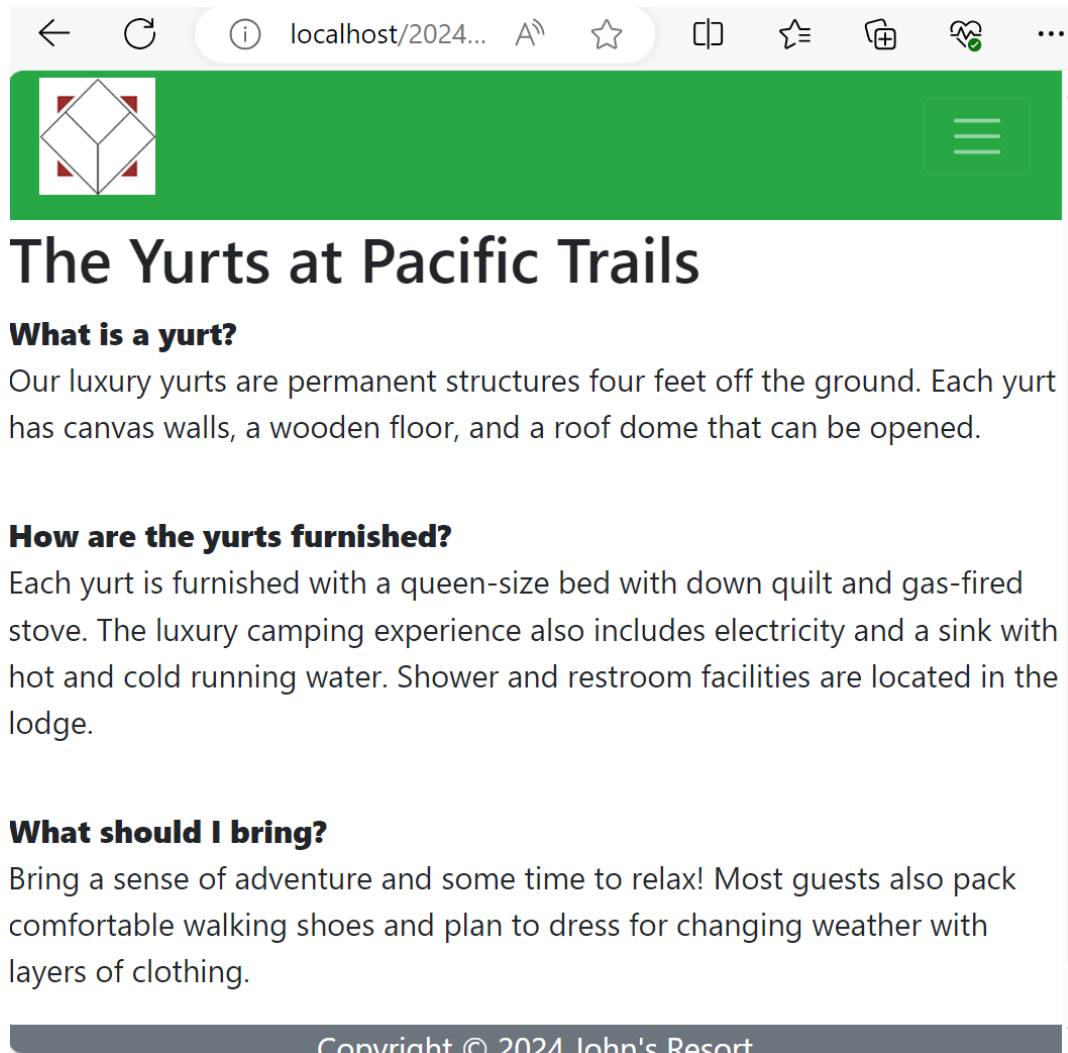 localhost/2024...
The Yurts at Pacific Trails
What is a yurt?
Our luxury yurts are permanent structures four feet off the ground. Each yurt
has canvas walls, a wooden floor, and a roof dome that can be opened.
How are the yurts furnished?
Each yurt is furnished with a queen-size bed with down quilt and gas-fired
stove. The luxury camping experience also includes electricity and a sink with
hot and cold running water. Shower and restroom facilities are located in the
lodge.
What should I bring?
Bring a sense of adventure and some time to relax! Most guests also pack
comfortable walking shoes and plan to dress for changing weather with
layers of clothing.
Copyright © 2024 John's Resort